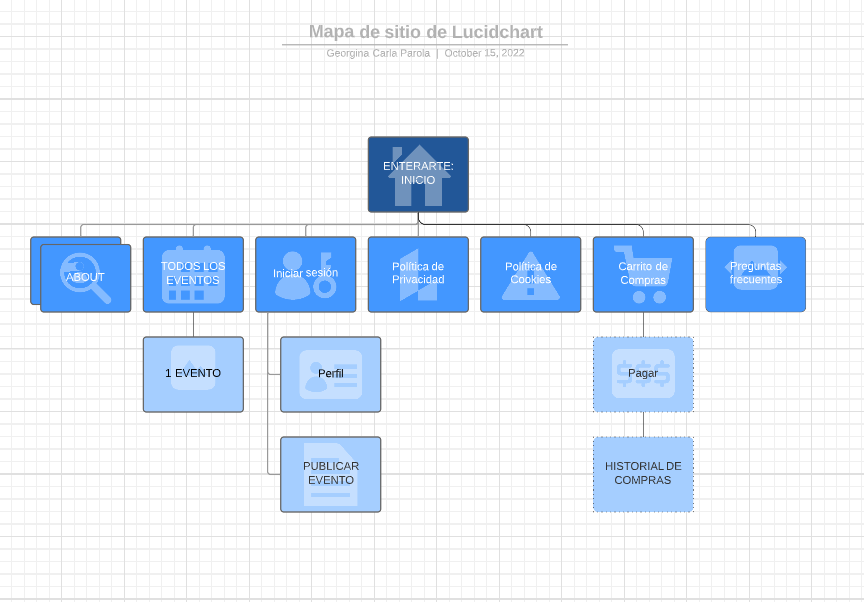 Mapa de sitio de Lucidchart
Georgina Carla Parola | October 15, 2022
ENTERARTE:
INICIO
ABOUT
TODOS LOS
EVENTOS
Iniciar sesión
Política de
Privacidad
Política de
Cookies
Carrito de
Compras
Preguntas
frecuentes
1 EVENTO
Perfil
Pagar
$$$
PUBLICAR
EVENTO
HISTORIAL DE
COMPRAS